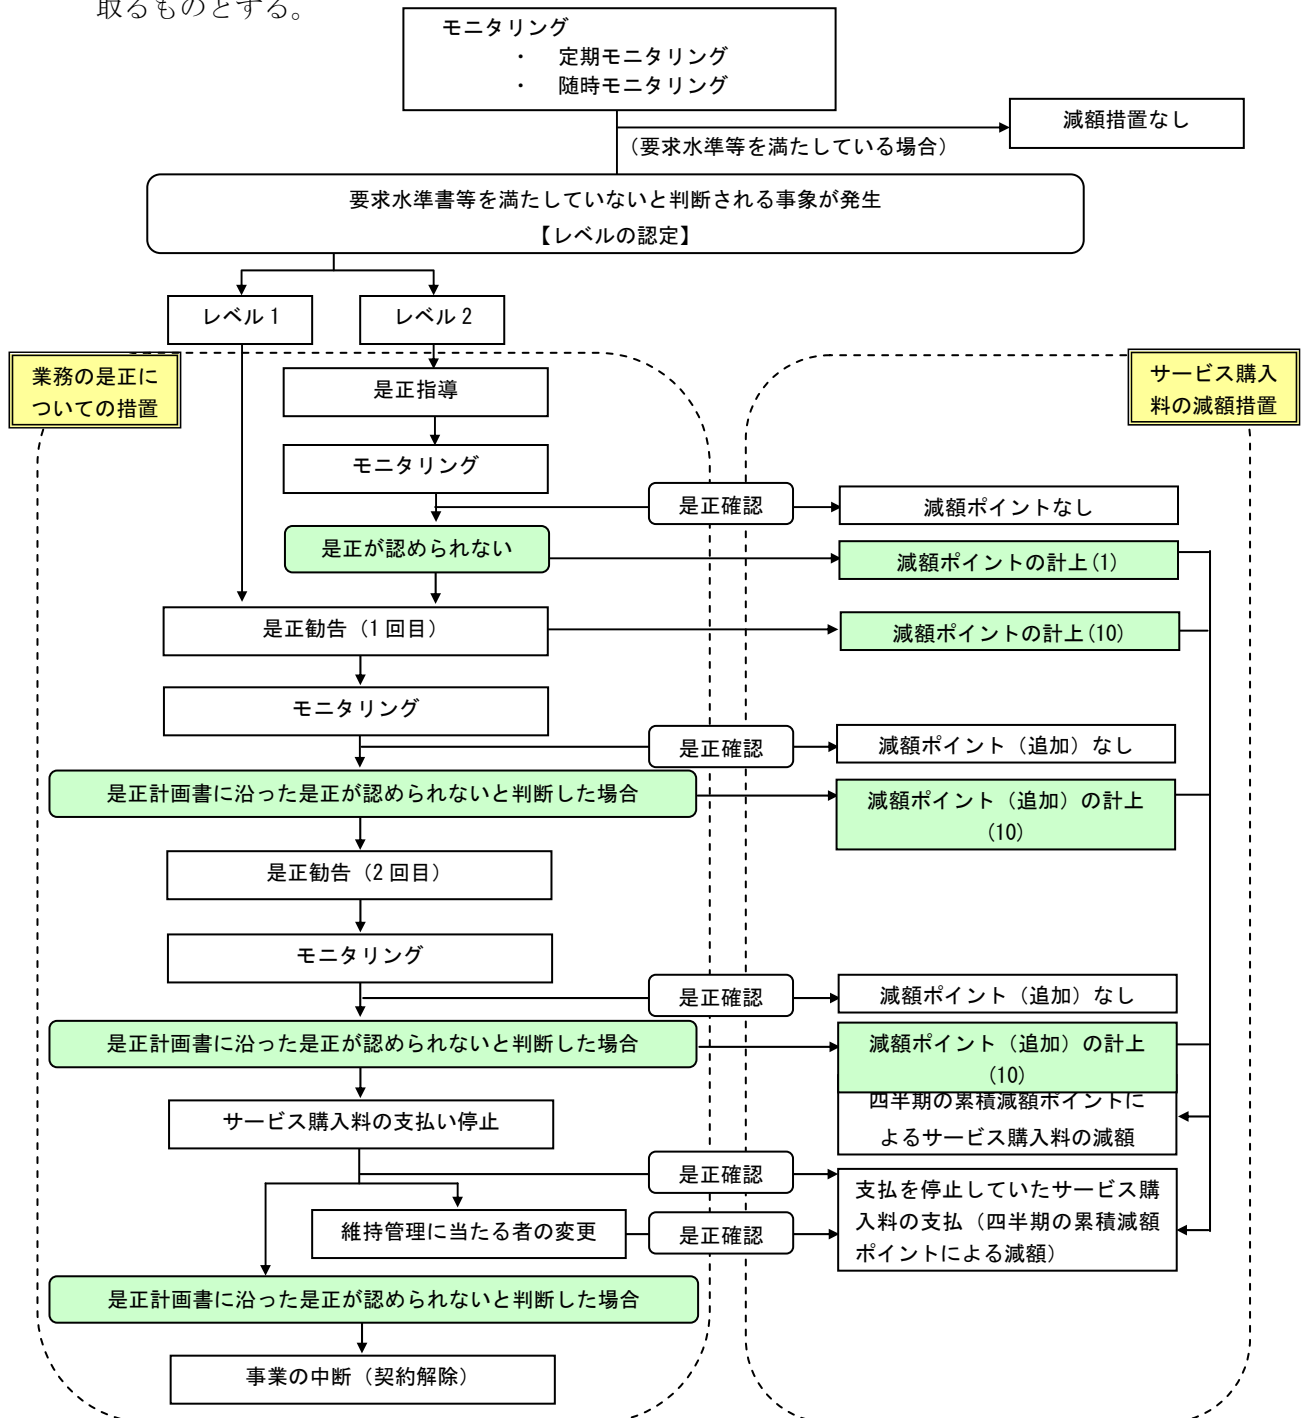 取るものとする。
モニタリング
・ 定期モニタリング
・ 随時モニタリング
減額措置なし
（要求水準等を満たしている場合）
要求水準書等を満たしていないと判断される事象が発生
【レベルの認定】
レベル 1
レベル 2
業務の是正に
ついての措置
サービス購入
料の減額措置
是正指導
モニタリング
是正確認
減額ポイントなし
是正が認められない
減額ポイントの計上(1)
是正勧告（1 回目）
減額ポイントの計上(10)
モニタリング
是正確認
減額ポイント（追加）なし
是正計画書に沿った是正が認められないと判断した場合
減額ポイント（追加）の計上
(10)
是正勧告（2 回目）
モニタリング
是正確認
減額ポイント（追加）なし
是正計画書に沿った是正が認められないと判断した場合
減額ポイント（追加）の計上
(10)
サービス購入料の支払い停止
四半期の累積減額ポイントに
よるサービス購入料の減額
是正確認
支払を停止していたサービス購
入料の支払（四半期の累積減額
ポイントによる減額）
維持管理に当たる者の変更
是正確認
是正計画書に沿った是正が認められないと判断した場合
事業の中断（契約解除）